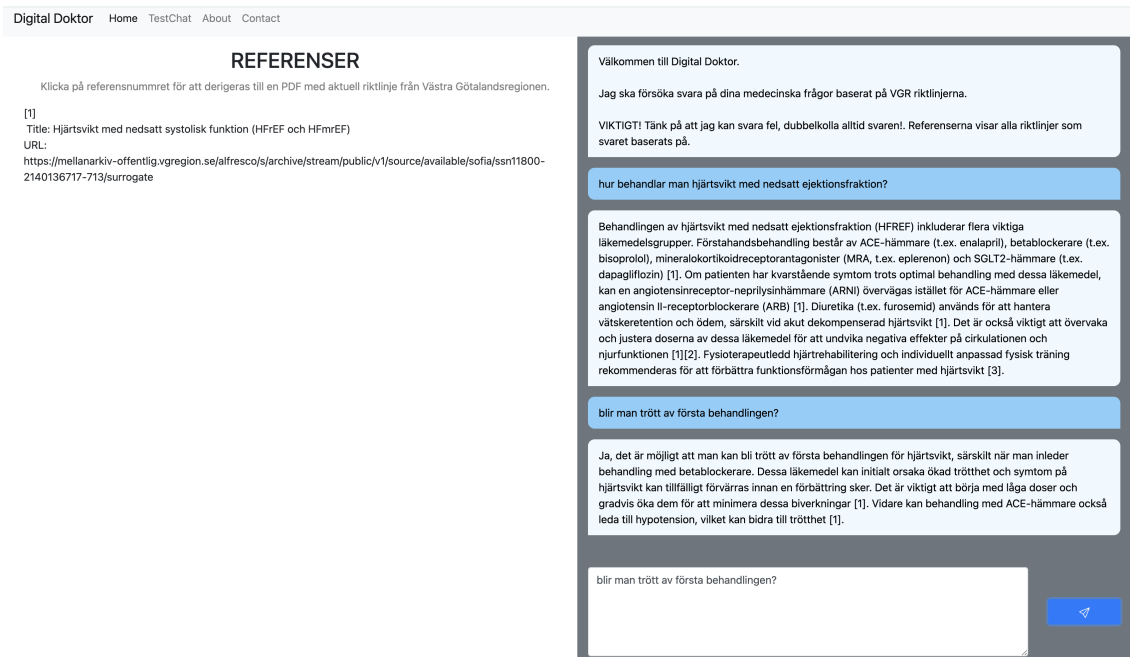 Digital Doktor Home TestChat About Contact
REFERENSER
Klicka på referensnummret för att derigeras till en PDF med aktuell riktlinje från Västra Götalandsregionen.
[1]
Title: Hjärtsvikt med nedsatt systolisk funktion (HFrEF och HFmrEF)
URL:
https://mellanarkiv-offentlig.vgregion.se/alfresco/s/archive/stream/public/v1/source/available/sofia/ssn11800-
2140136717-713/surrogate
Välkommen till Digital Doktor.
Jag ska försöka svara på dina medecinska frågor baserat på VGR riktlinjerna.
VIKTIGT! Tänk på att jag kan svara fel, dubbelkolla alltid svaren!. Referenserna visar alla riktlinjer som
svaret baserats på.
hur behandlar man hjärtsvikt med nedsatt ejektionsfraktion?
Behandlingen av hjärtsvikt med nedsatt ejektionsfraktion (HFREF) inkluderar flera viktiga
läkemedelsgrupper. Förstahandsbehandling består av ACE-hämmare (t.ex. enalapril), betablockerare (t.ex.
bisoprolol), mineralokortikoidreceptorantagonister (MRA, t.ex. eplerenon) och SGLT2-hämmare (t.ex.
dapagliflozin) [1]. Om patienten har kvarstående symtom trots optimal behandling med dessa läkemedel,
kan en angiotensinreceptor-neprilysinhämmare (ARNI) övervägas istället för ACE-hämmare eller
angiotensin II-receptorblockerare (ARB) [1]. Diuretika (t.ex. furosemid) används för att hantera
vätskeretention och ödem, särskilt vid akut dekompenserad hjärtsvikt [1]. Det är också viktigt att övervaka
och justera doserna av dessa läkemedel för att undvika negativa effekter på cirkulationen och
njurfunktionen [1][2]. Fysioterapeutledd hjärtrehabilitering och individuellt anpassad fysisk träning
rekommenderas för att förbättra funktionsförmågan hos patienter med hjärtsvikt [3].
blir man trött av första behandlingen?
Ja, det är möjligt att man kan bli trött av första behandlingen för hjärtsvikt, särskilt när man inleder
behandling med betablockerare. Dessa läkemedel kan initialt orsaka ökad trötthet och symtom på
hjärtsvikt kan tillfälligt förvärras innan en förbättring sker. Det är viktigt att börja med låga doser och
gradvis öka dem för att minimera dessa biverkningar [1]. Vidare kan behandling med ACE-hämmare också
leda till hypotension, vilket kan bidra till trötthet [1].
blir man trött av första behandlingen?